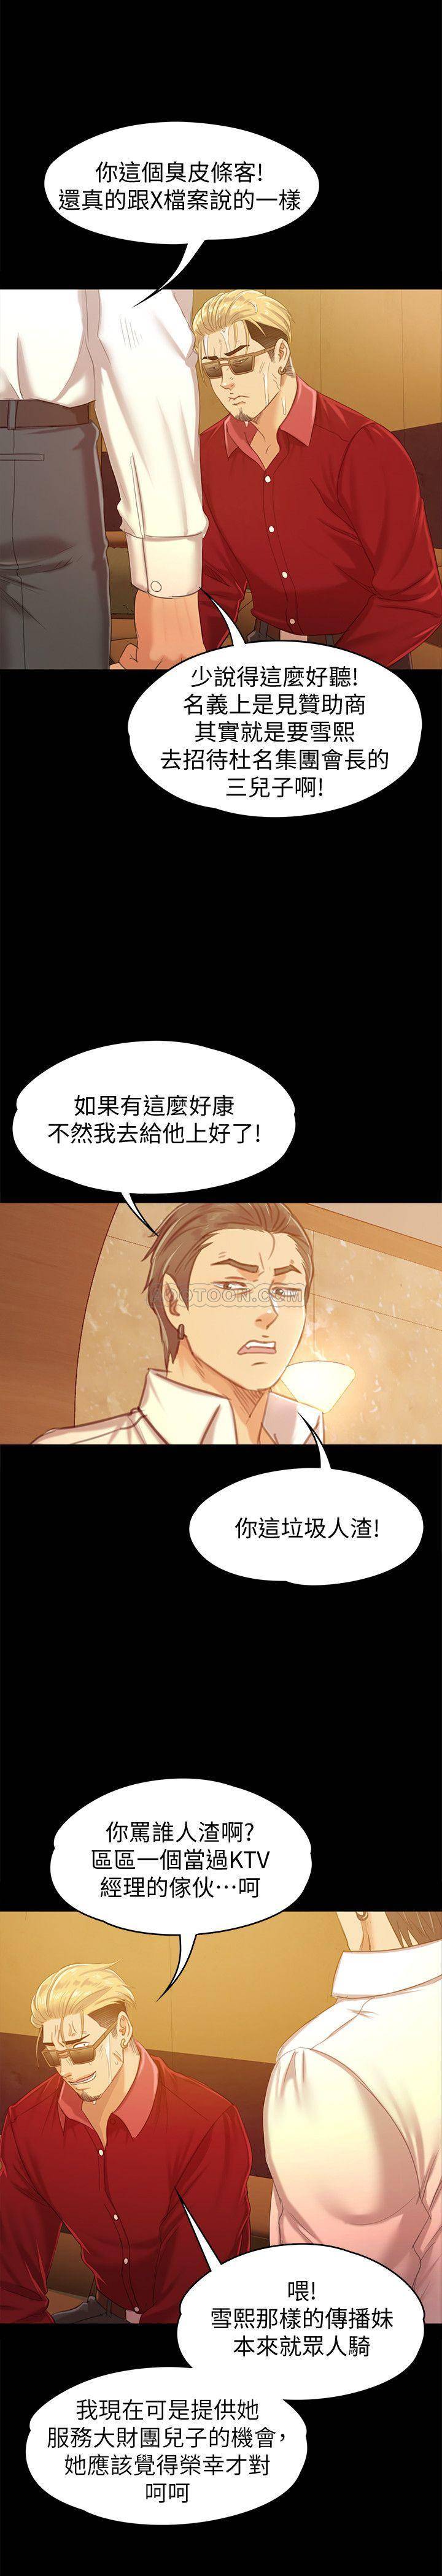 你這個臭皮條客!
還真的跟X檔案說的一樣
少說得這麼好聽!
名義上是見贊助商
其實就是要雪熙
去招待杜名集團會長的
三兒子啊!
如果有這麼好康
不然我去給他上好了!
TOPTOON.COM
你這垃圾人渣!
你罵誰人渣啊?
區區一個當過KTV
經理的傢伙⋯呵
喂!
雪熙那樣的傳播妹
本來就眾人騎
我現在可是提供她
服務大財團兒子的機會,
她應該覺得榮幸才對
呵呵